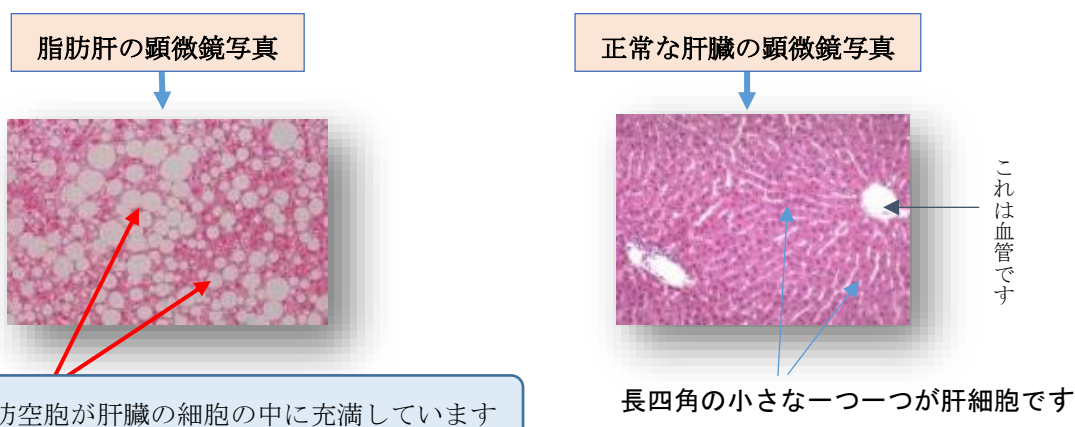 脂肪肝の顕微鏡写真
正常な肝臓の顕微鏡写真
これは血管です
肪空胞が肝臓の細胞の中に充満しています
長四角の小さな一つ一つが肝細胞です